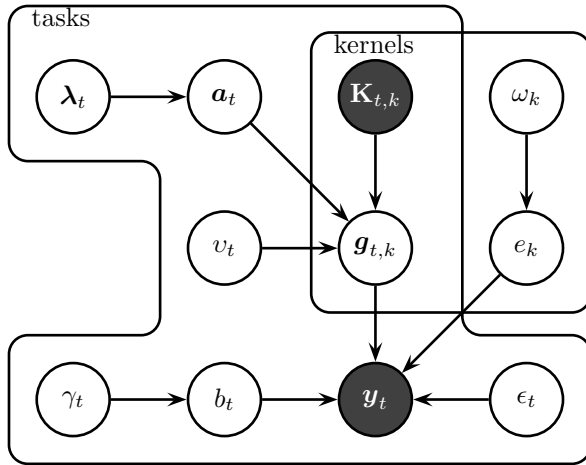 tasks
kernels
λ_t a_t K_{t,k} ω_k
υ_t g_{t,k} e_k
γ_t b_t y_t ϵ_t